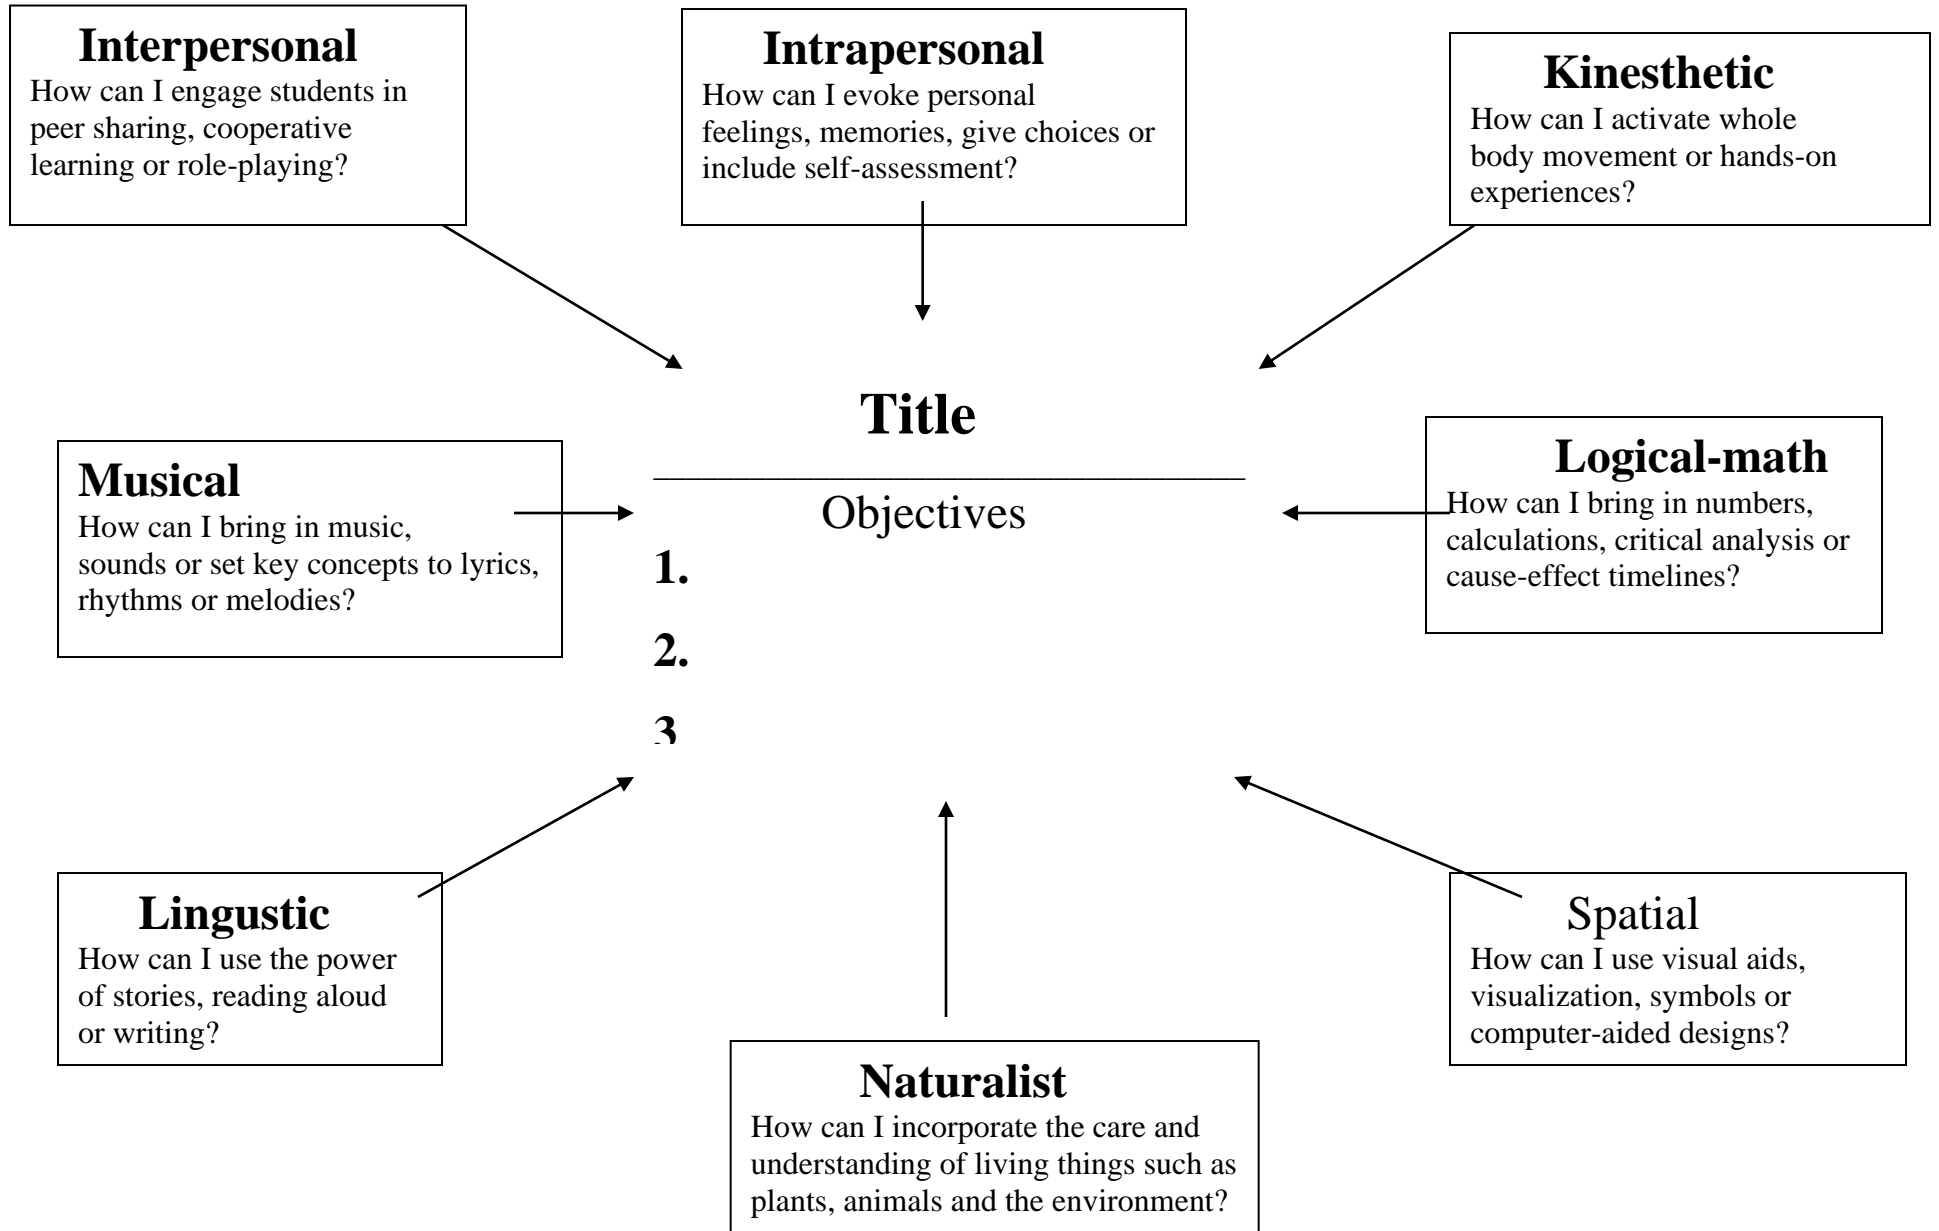 Interpersonal
How can I engage students in
peer sharing, cooperative
learning or role-playing?
Intrapersonal
How can I evoke personal
feelings, memories, give choices or
include self-assessment?
Kinesthetic
How can I activate whole
body movement or hands-on
experiences?
Title
Objectives
1.
2.
3
Musical
How can I bring in music,
sounds or set key concepts to lyrics,
rhythms or melodies?
Logical-math
How can I bring in numbers,
calculations, critical analysis or
cause-effect timelines?
Lingustic
How can I use the power
of stories, reading aloud
or writing?
Naturalist
How can I incorporate the care and
understanding of living things such as
plants, animals and the environment?
Spatial
How can I use visual aids,
visualization, symbols or
computer-aided designs?